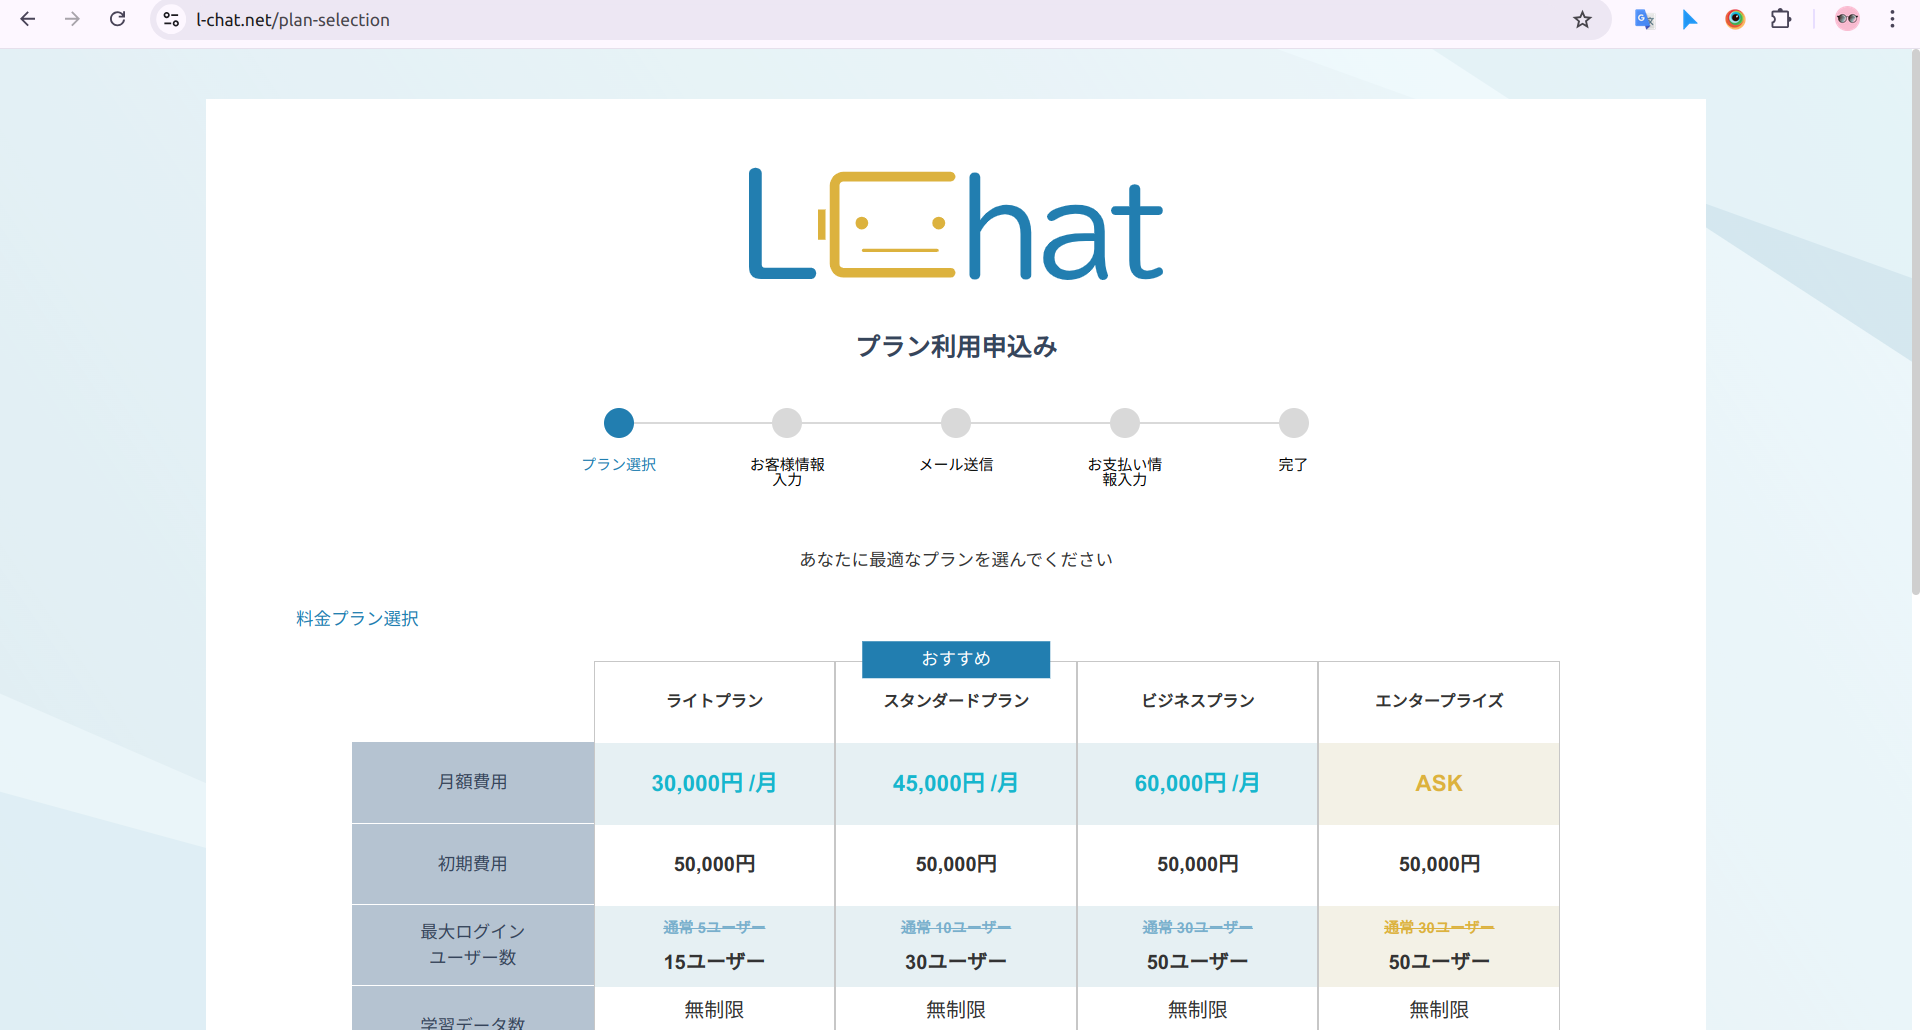 l-chat.net/plan-selection
L Chat
プラン利用申込み
プラン選択
お客様情報
入力
メール送信
お支払い情
報入力
完了
あなたに最適なプランを選んでください
料金プラン選択
おすすめ
ライトプラン スタンダードプラン ビジネスプラン エンタープライズ
月額費用 30,000円 /月 45,000円 /月 60,000円 /月 ASK
初期費用 50,000円 50,000円 50,000円 50,000円
最大ログイン
ユーザー数
通常 5ユーザー 通常 10ユーザー 通常 30ユーザー 通常 30ユーザー
15ユーザー 30ユーザー 50ユーザー 50ユーザー
学習データ数 無制限 無制限 無制限 無制限